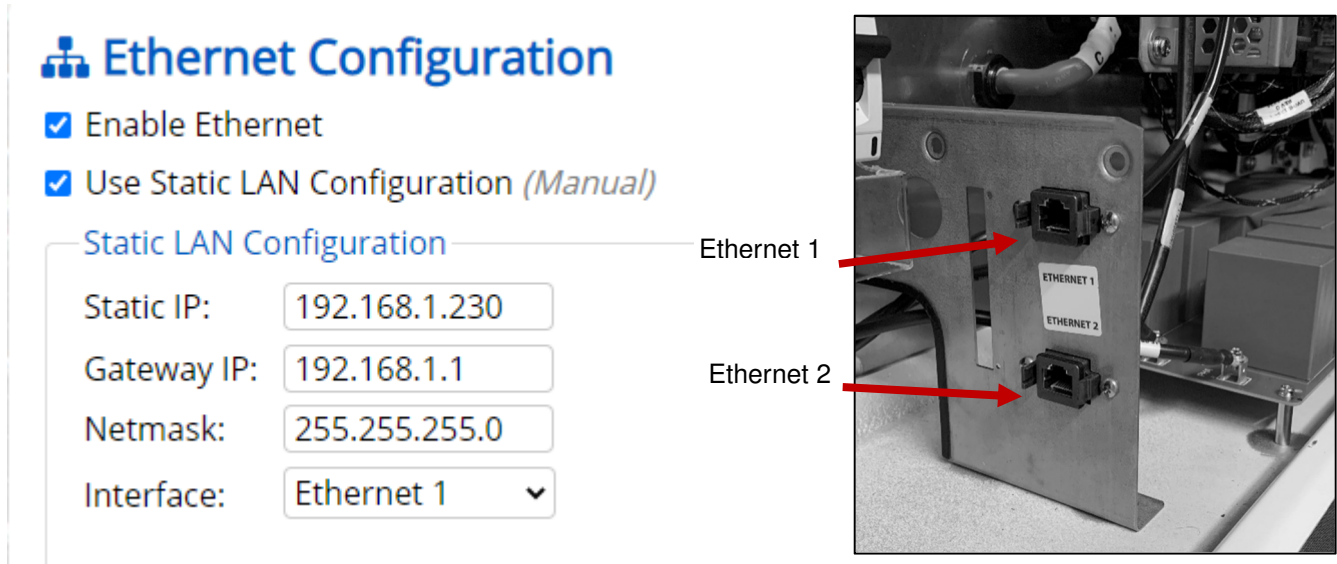 Ethernet Configuration
Enable Ethernet
Use Static LAN Configuration (Manual)
Static LAN Configuration
Static IP: 192.168.1.230
Gateway IP: 192.168.1.1
Netmask: 255.255.255.0
Interface: Ethernet 1
Ethernet 1
Ethernet 2
ETHERNET 1
ETHERNET 2
C